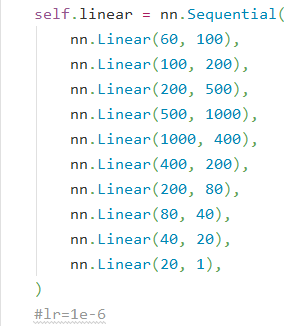 self.linear = nn.Sequential(
    nn.Linear(60, 100),
    nn.Linear(100, 200),
    nn.Linear(200, 500),
    nn.Linear(500, 1000),
    nn.Linear(1000, 400),
    nn.Linear(400, 200),
    nn.Linear(200, 80),
    nn.Linear(80, 40),
    nn.Linear(40, 20),
    nn.Linear(20, 1),
)
#lr=1e-6